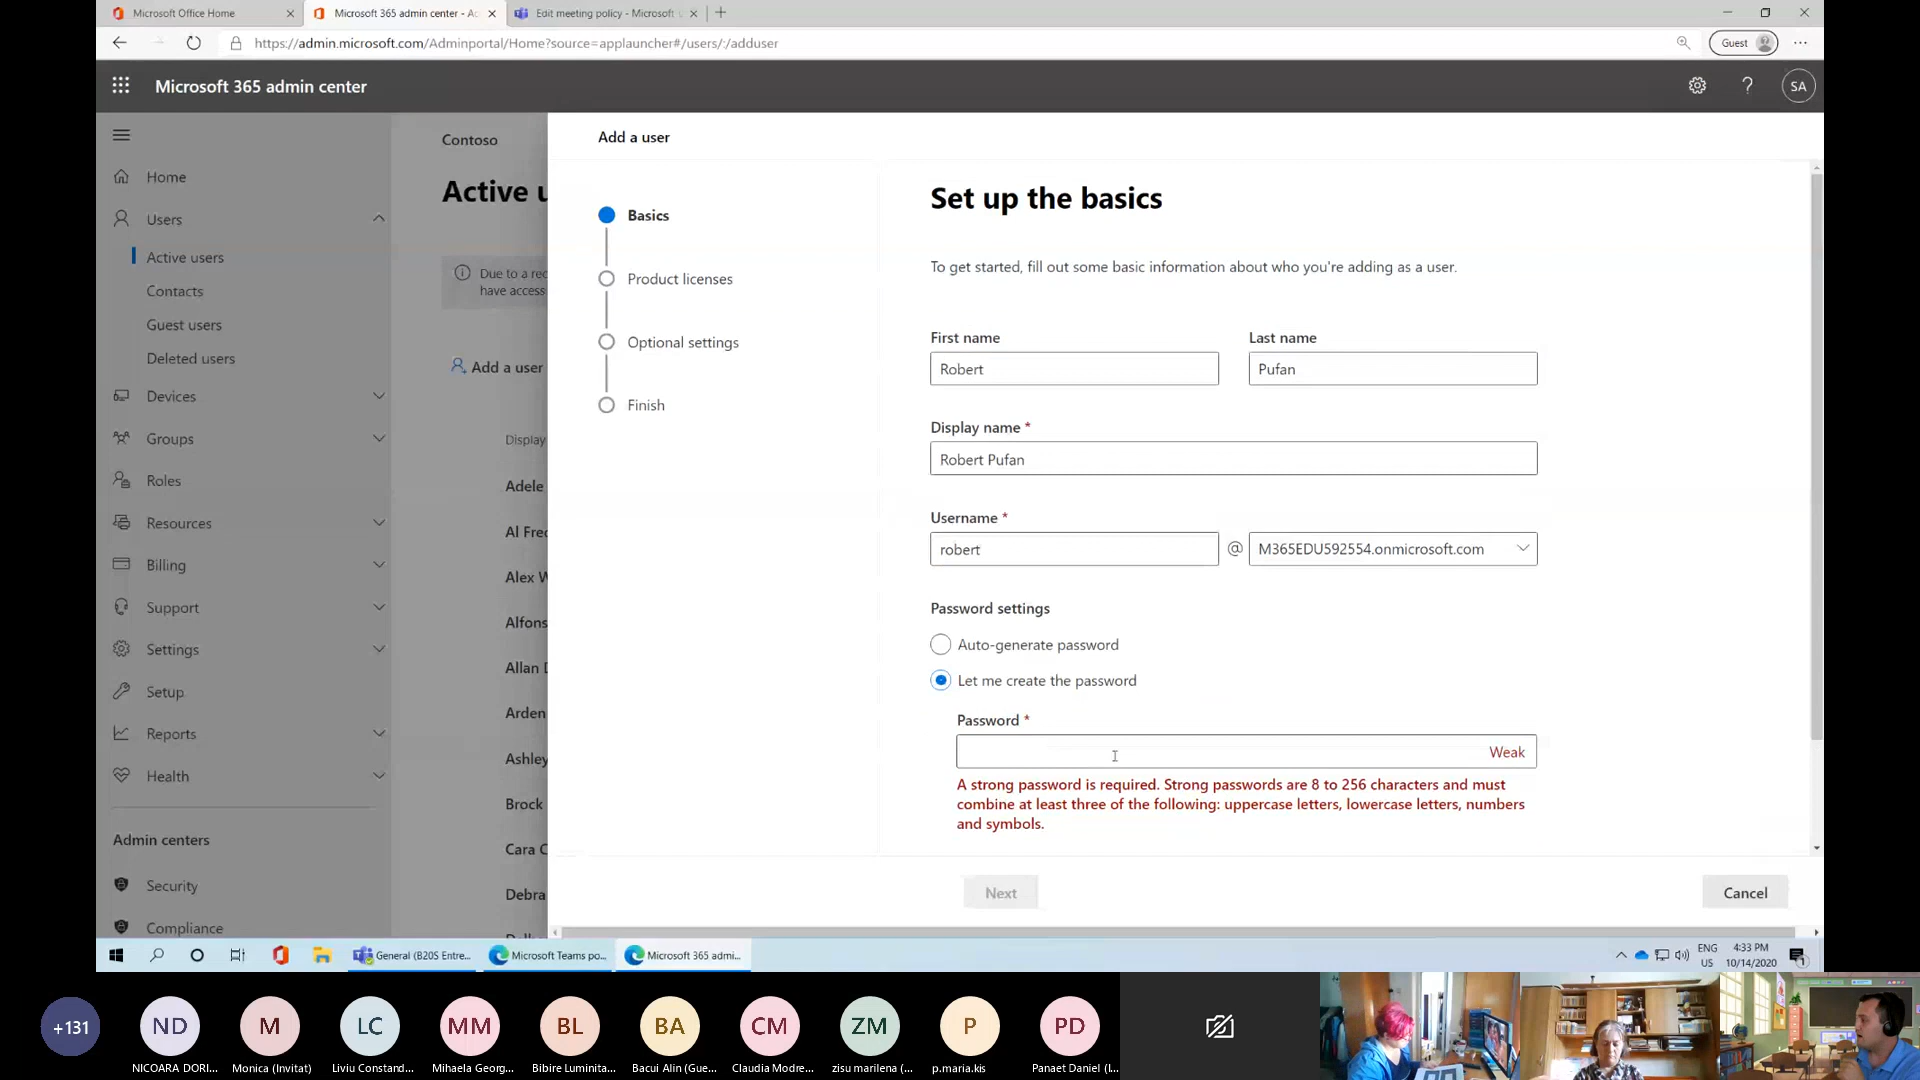 Microsoft Office Home
Microsoft 365 admin center - A
Edit meeting policy - Microsoft
https://admin.microsoft.com/Adminportal/Home?source=applauncher#/users/:/adduser
Guest
Microsoft 365 admin center
?
SA
Home
Users
Active users
Contacts
Guest users
Deleted users
Devices
Groups
Roles
Resources
Billing
Support
Settings
Setup
Reports
Health
Admin centers
Security
Compliance
Contoso
Active u
Due to a rec
have access
Add a user
Display
Adele
Al Fred
Alex W
Alfons
Allan D
Arden
Ashley
Brock
Cara C
Debra
Add a user
Basics
Product licenses
Optional settings
Finish
Set up the basics
To get started, fill out some basic information about who you're adding as a user.
First name
Last name
Robert
Pufan
Display name *
Robert Pufan
Username *
robert
@
M365EDU592554.onmicrosoft.com
Password settings
Auto-generate password
Let me create the password
Password *
Weak
A strong password is required. Strong passwords are 8 to 256 characters and must
combine at least three of the following: uppercase letters, lowercase letters, numbers
and symbols.
Next
Cancel
General (B20S Entre...
Microsoft Teams po...
Microsoft 365 admi...
ENG
US
4:33 PM
10/14/2020
+131
ND
M
LC
MM
BL
BA
CM
ZM
P
PD
NICOARA DORI...
Monica (Invitat)
Liviu Constand...
Mihaela Georg...
Bibire Luminita...
Bacui Alin (Gue...
Claudia Modre...
zisu marilena (...
p.maria.kis
Panaet Daniel (I...